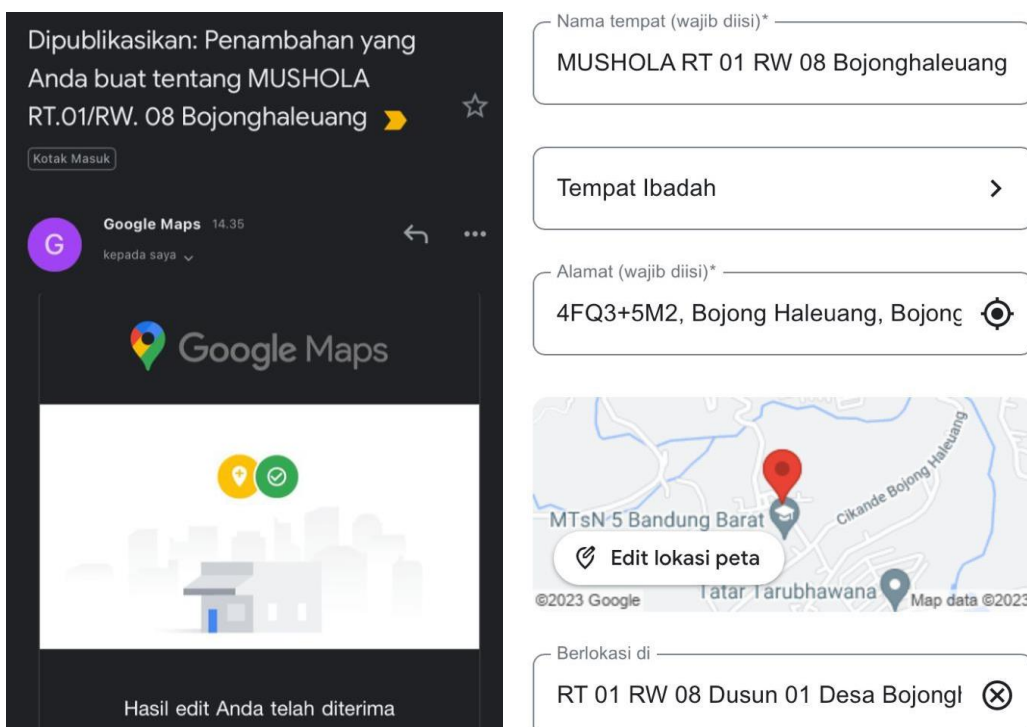 Dipublikasikan: Penambahan yang
Anda buat tentang MUSHOLA
RT.01/RW. 08 Bojonghaleuang
Kotak Masuk
G
Google Maps 14.35
kepada saya
Google Maps
Hasil edit Anda telah diterima
Nama tempat (wajib diisi)*
MUSHOLA RT 01 RW 08 Bojonghaleuang
Tempat Ibadah
Alamat (wajib diisi)*
4FQ3+5M2, Bojong Haleuang, Bojong
Cikande Bojong Haleuang
MTsN 5 Bandung Barat
Edit lokasi peta
Tatar Tarubhawana
©2023 Google
Map data ©2023
Berlokasi di
RT 01 RW 08 Dusun 01 Desa Bojongh